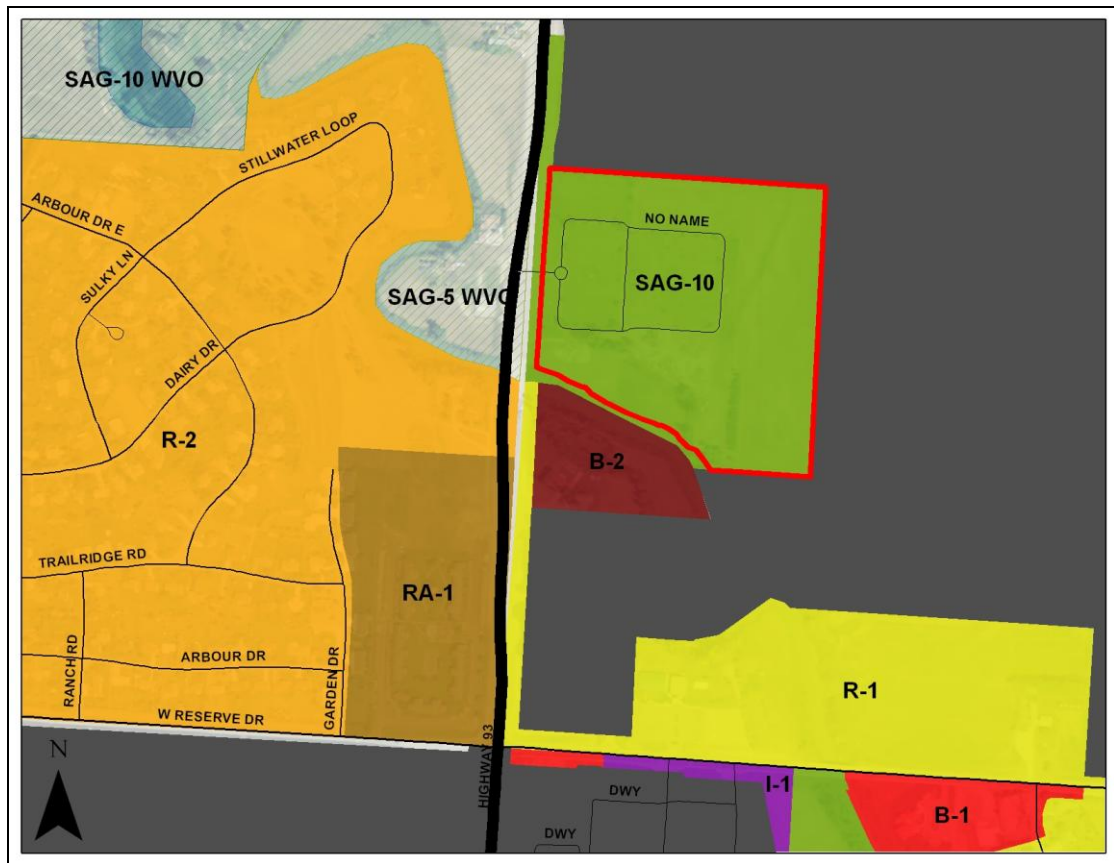 SAG-10 WVO
STILLWATER LOOP
ARBOUR DR E
NO NAME
SULKY LN
SAG-10
SAG-5 WVO
DAIRY DR
R-2
B-2
TRAILRIDGE RD
RA-1
ARBOUR DR
RANCH RD
GARDEN DR
R-1
W RESERVE DR
N
HIGHWAY 93
I-1
DWY
B-1
DWY